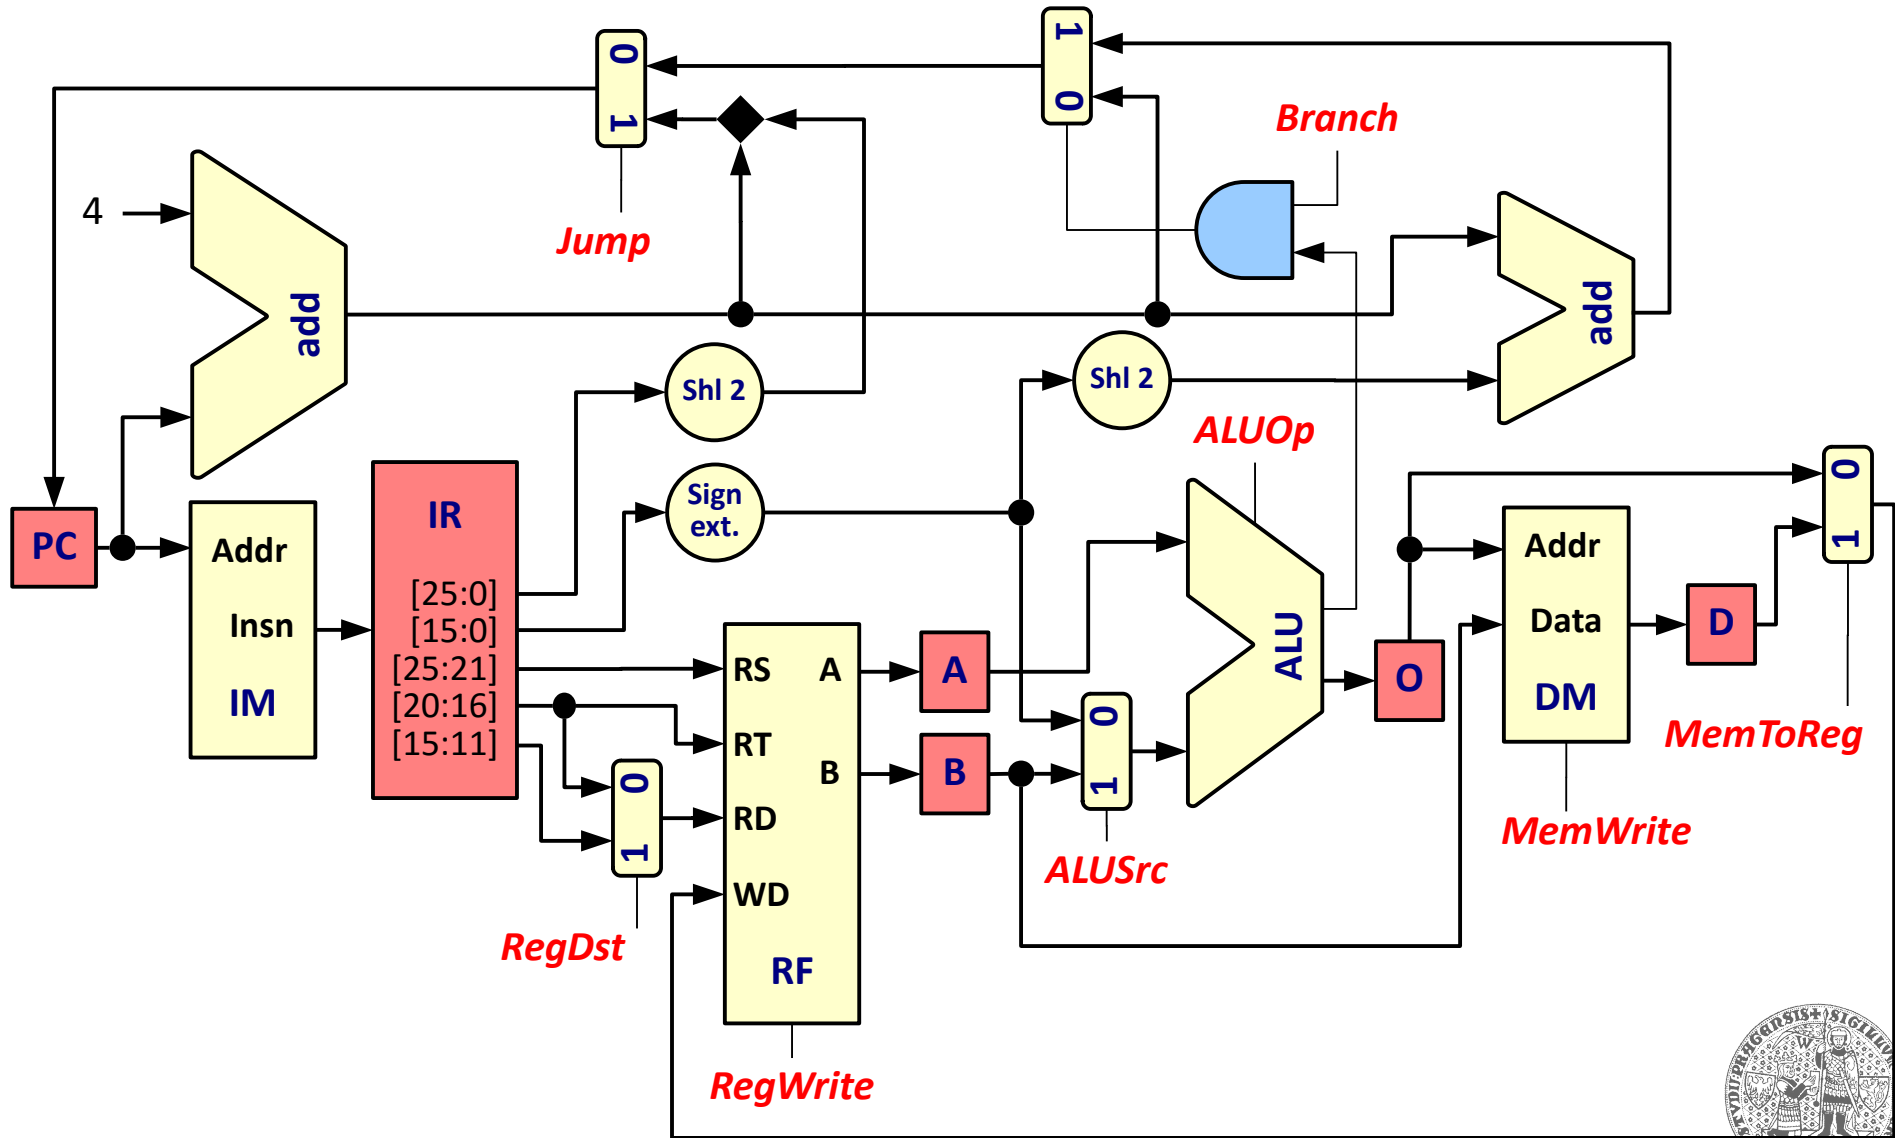 0
1
1
0
Branch
4
Jump
add
add
Shl 2
Shl 2
ALUOp
IR
Sign
ext.
0
1
PC
Addr
Insn
IM
[25:0]
[15:0]
[25:21]
[20:16]
[15:11]
RS
A
RT
B
RD
WD
RF
A
B
0
1
ALU
O
Addr
Data
DM
D
MemToReg
0
1
MemWrite
ALUSrc
RegDst
RegWrite